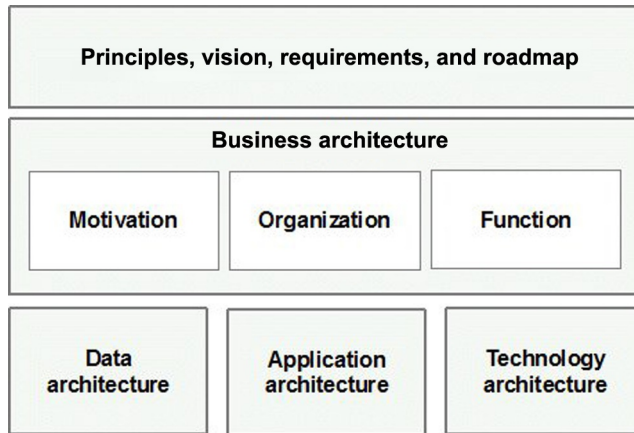 Principles, vision, requirements, and roadmap
Business architecture
Motivation
Organization
Function
Data
architecture
Application
architecture
Technology
architecture